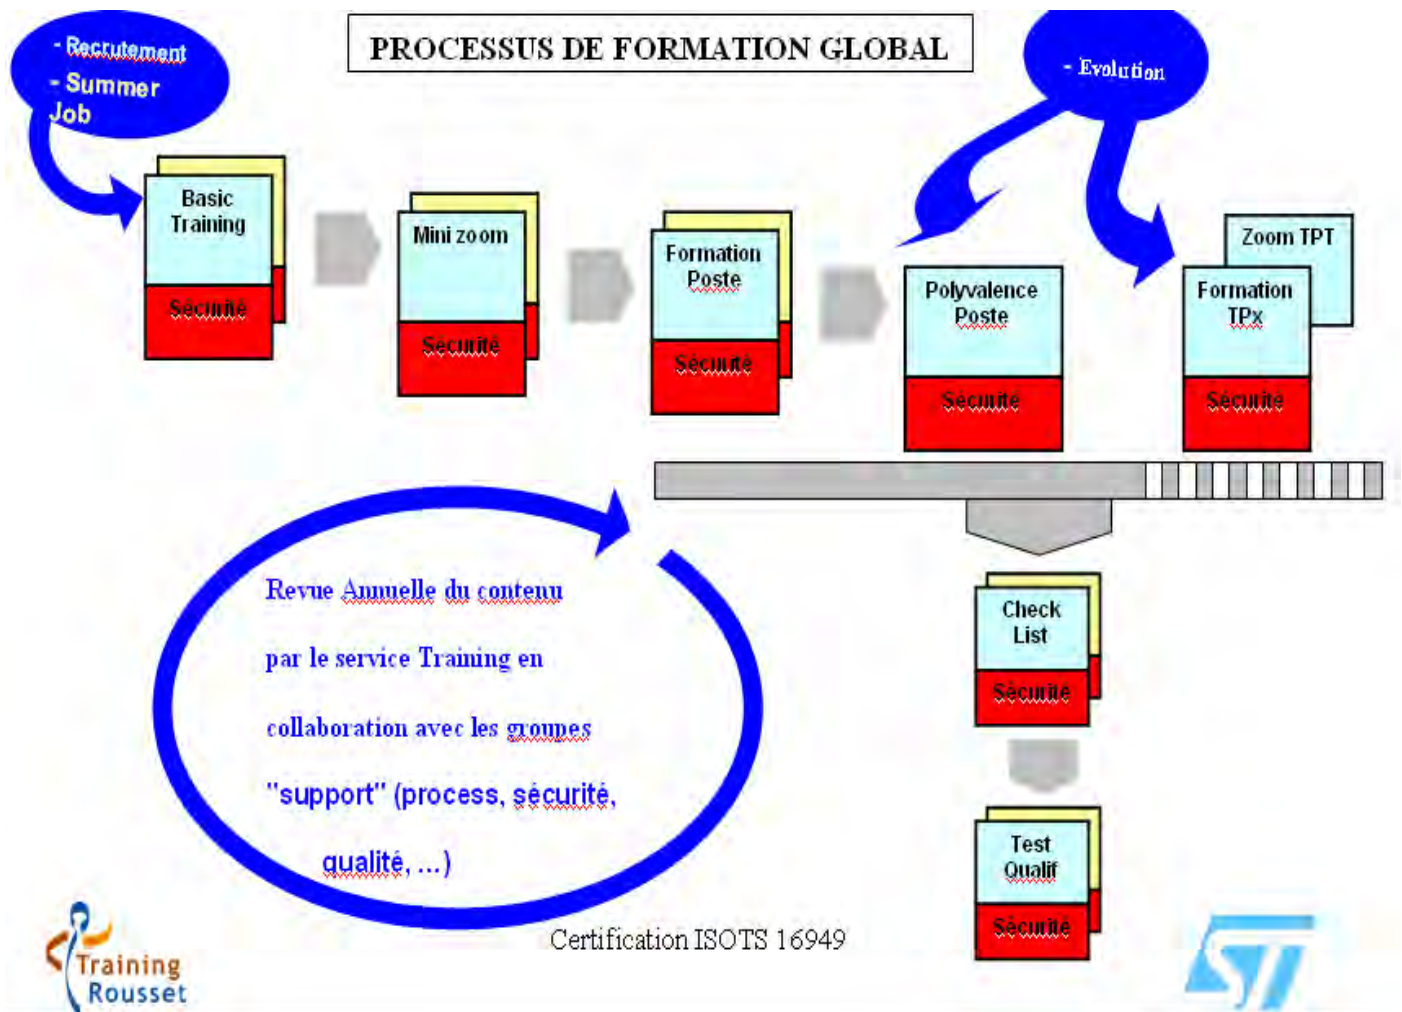 PROCESSUS DE FORMATION GLOBAL
- Recrutement
- Summer
Job
- Evolution
Basic
Training
Sécurité
Mini zoom
Sécurité
Formation
Poste
Sécurité
Polyvalence
Poste
Sécurité
Zoom TPT
Formation
TPx
Sécurité
Revue Annuelle du contenu
par le service Training en
collaboration avec les groupes
"support" (process, sécurité,
qualité, ...)
Check
List
Sécurité
Test
Qualif
Sécurité
Certification ISOTS 16949
Training
Rousset
ST